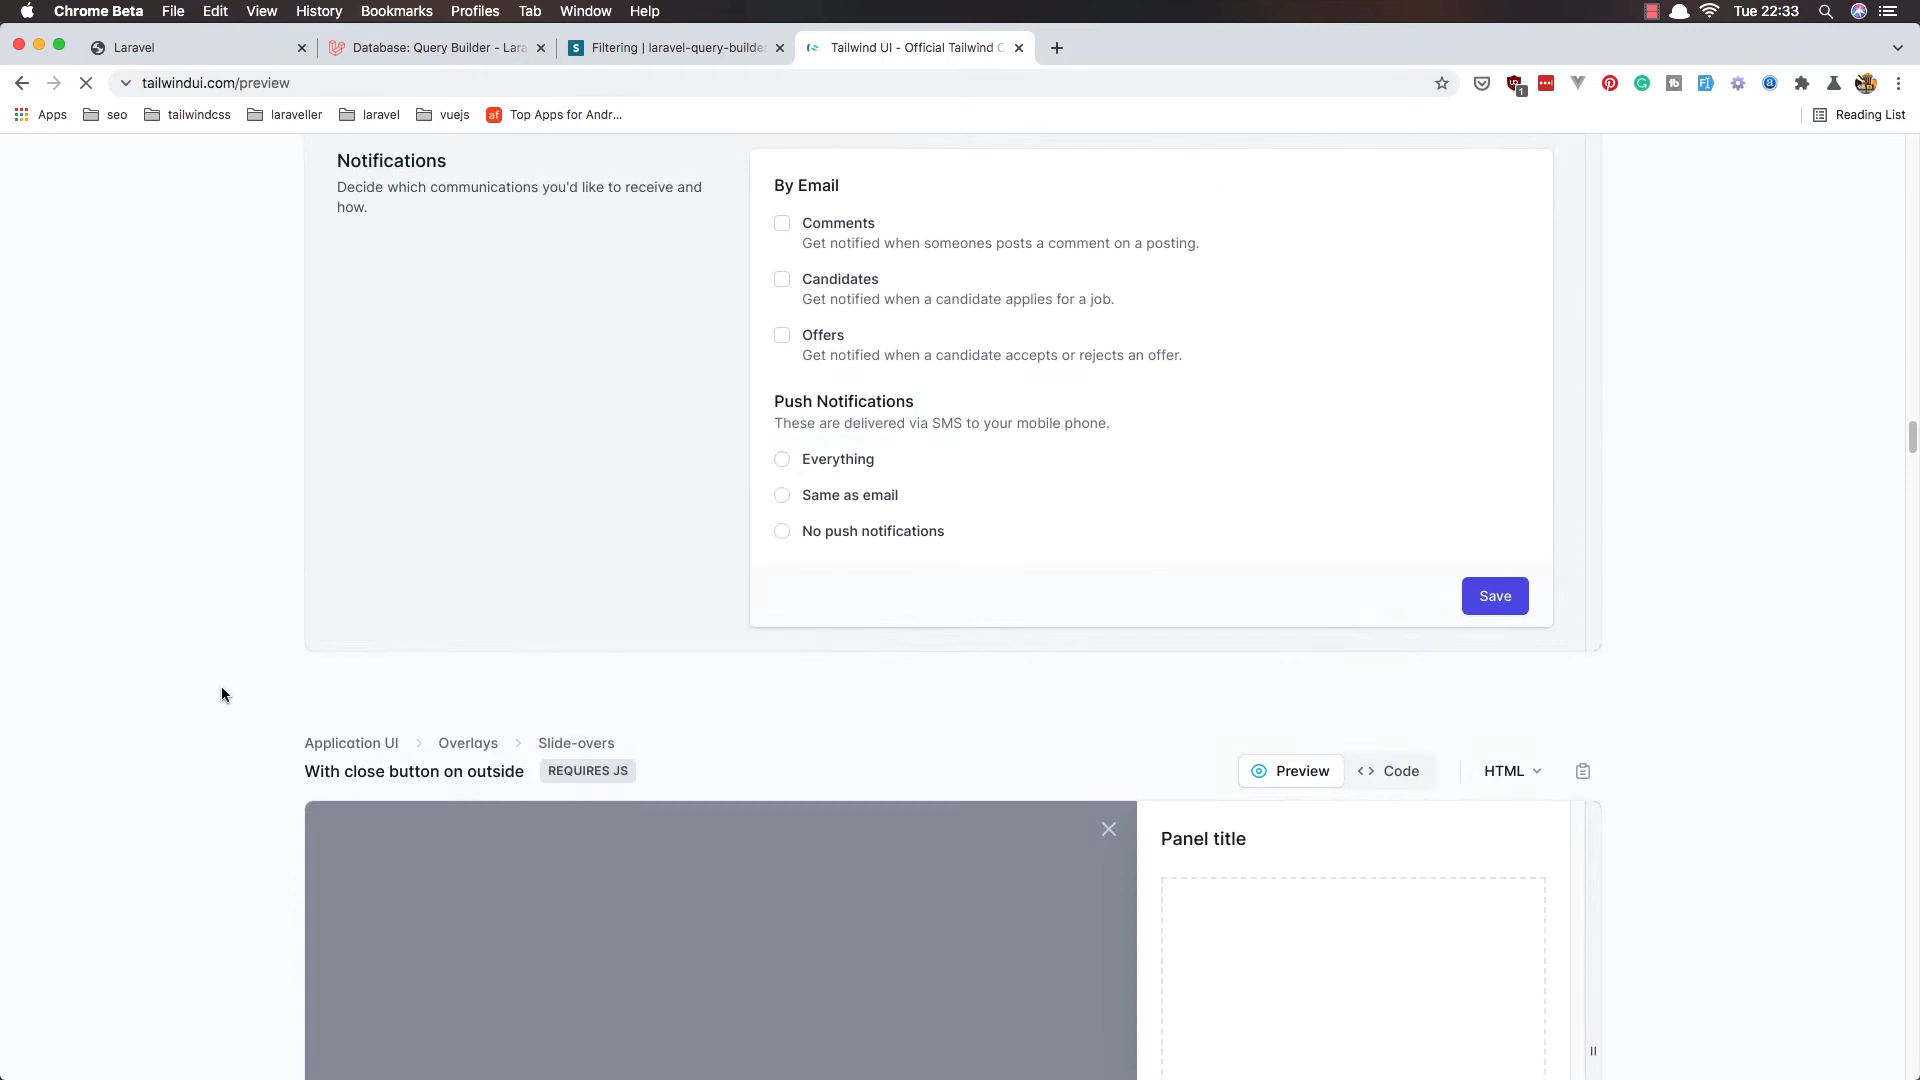 Chrome Beta File Edit View History Bookmarks Profiles Tab Window Help Tue 22:33
Laravel Database: Query Builder - Lara Filtering | laravel-query-builder Tailwind UI - Official Tailwind C
tailwindui.com/preview 1
Apps seo tailwindcss laraveller laravel vuejs af Top Apps for Andr... Reading List
Notifications
Decide which communications you'd like to receive and
how.
By Email
Comments
Get notified when someones posts a comment on a posting.
Candidates
Get notified when a candidate applies for a job.
Offers
Get notified when a candidate accepts or rejects an offer.
Push Notifications
These are delivered via SMS to your mobile phone.
Everything
Same as email
No push notifications
Save
Application UI Overlays Slide-overs
With close button on outside REQUIRES JS
Preview Code HTML
Panel title